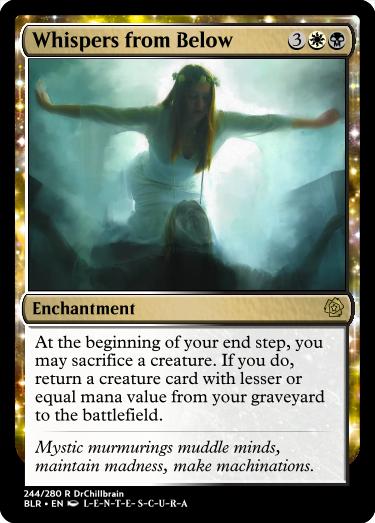 Whispers from Below 3
Enchantment
At the beginning of your end step, you
may sacrifice a creature. If you do,
return a creature card with lesser or
equal mana value from your graveyard
to the battlefield.
Mystic murmurings muddle minds,
maintain madness, make machinations.
244/280 R DrChillbrain
BLR • EN L-E-N-T-E-S-C-U-R-A